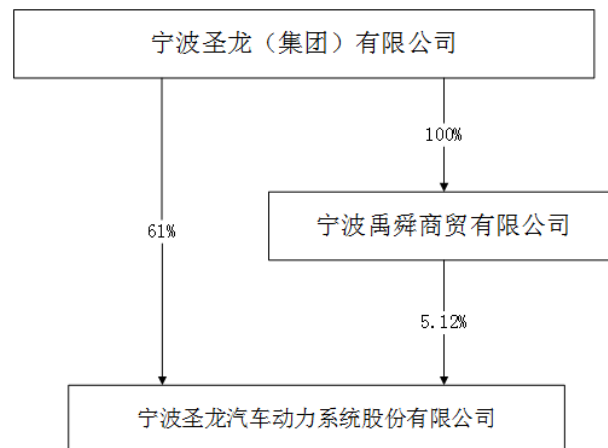 宁波圣龙（集团）有限公司
100%
宁波禹舜商贸有限公司
61%
5.12%
宁波圣龙汽车动力系统股份有限公司